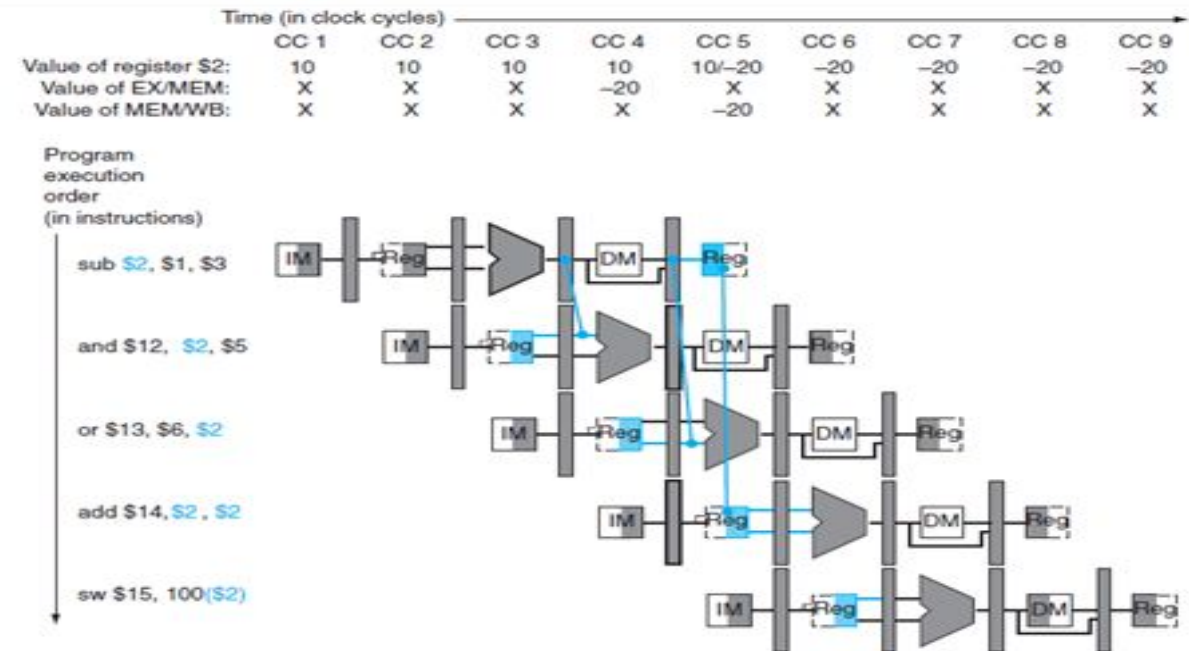 Time (in clock cycles)
CC 1 CC 2 CC 3 CC 4 CC 5 CC 6 CC 7 CC 8 CC 9
Value of register $2: 10 10 10 10 10/–20 –20 –20 –20 –20
Value of EX/MEM: X X X –20 X X X X X
Value of MEM/WB: X X X X –20 X X X X
Program
execution
order
(in instructions)
sub $2, $1, $3 IM Reg DM Reg
and $12, $2, $5 IM Reg DM Reg
or $13, $6, $2 IM Reg DM Reg
add $14, $2 , $2 IM Reg DM Reg
sw $15, 100($2) IM Reg DM Reg